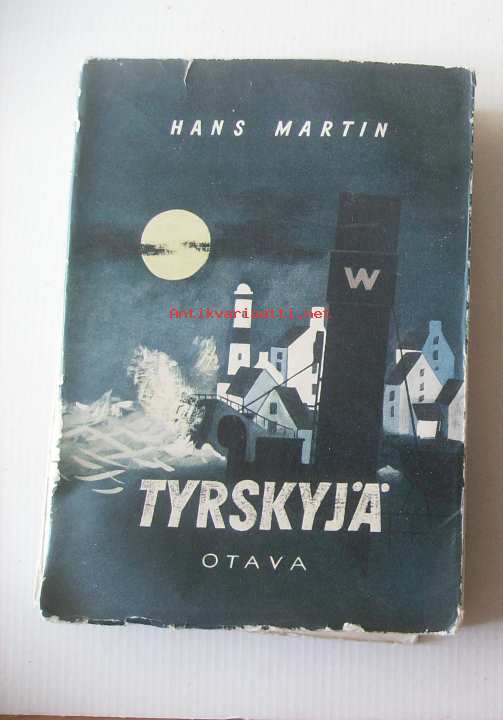 HANS MARTIN
W
Antikvariaatti.net
TYRSKYJÄ
OTAVA